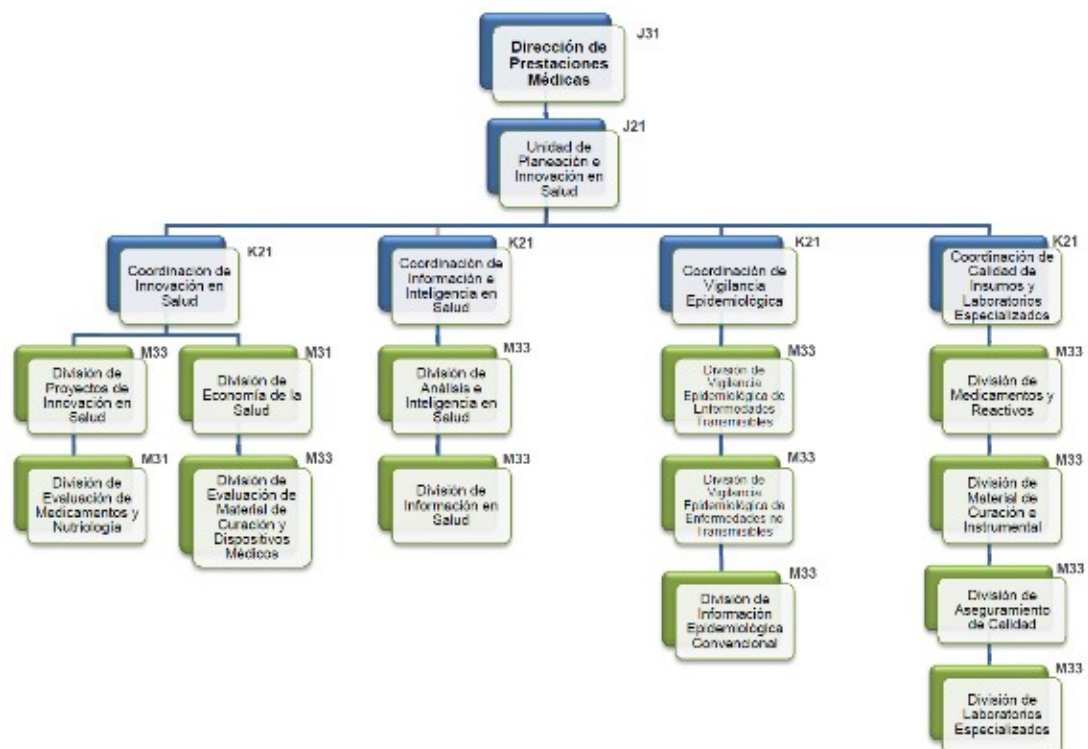 J31
Dirección de
Prestaciones
Médicas
J21
Unidad de
Planeación e
Innovación en
Salud
K21
Coordinación de
Innovación en
Salud
K21
Coordinación de
Información e
Inteligencia en
Salud
K21
Coordinación de
Vigilancia
Epidemiológica
K21
Coordinación de
Calidad de
Insumos y
Laboratorios
Especializados
M33
División de
Proyectos de
Innovación en
Salud
M31
División de
Economía de la
Salud
M33
División de
Análisis e
Inteligencia en
Salud
M33
División de
Vigilancia
Epidemiológica de
Enfermedades
Transmisibles
M33
División de
Medicamentos y
Reactivos
M31
División de
Evaluación de
Medicamentos y
Nutriología
M33
División de
Evaluación de
Material de
Curación y
Dispositivos
Médicos
M33
División de
Información en
Salud
M33
División de
Vigilancia
Epidemiológica de
Enfermedades no
Transmisibles
M33
División de
Material de
Curación e
Instrumental
M33
División de
Información
Epidemiológica
Convencional
M33
División de
Aseguramiento
de Calidad
M33
División de
Laboratorios
Especializados